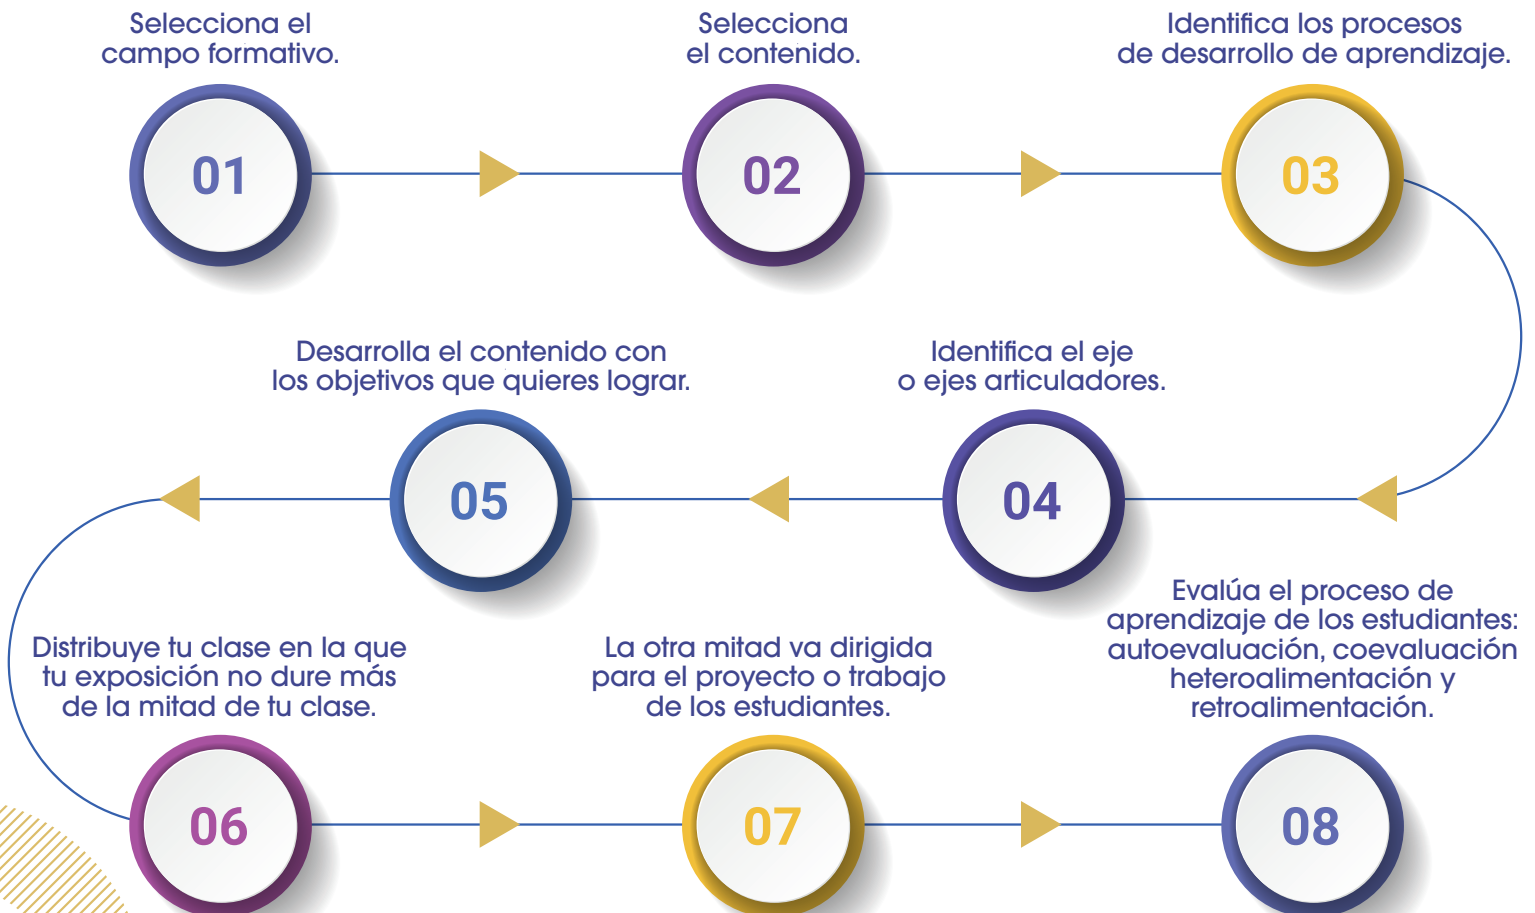 Selecciona el
campo formativo.
01
Selecciona
el contenido.
02
Identifica los procesos
de desarrollo de aprendizaje.
03
Identifica el eje
o ejes articuladores.
04
Desarrolla el contenido con
los objetivos que quieres lograr.
05
Distribuye tu clase en la que
tu exposición no dure más
de la mitad de tu clase.
06
La otra mitad va dirigida
para el proyecto o trabajo
de los estudiantes.
07
Evalúa el proceso de
aprendizaje de los estudiantes:
autoevaluación, coevaluación
heteroalimentación y
retroalimentación.
08